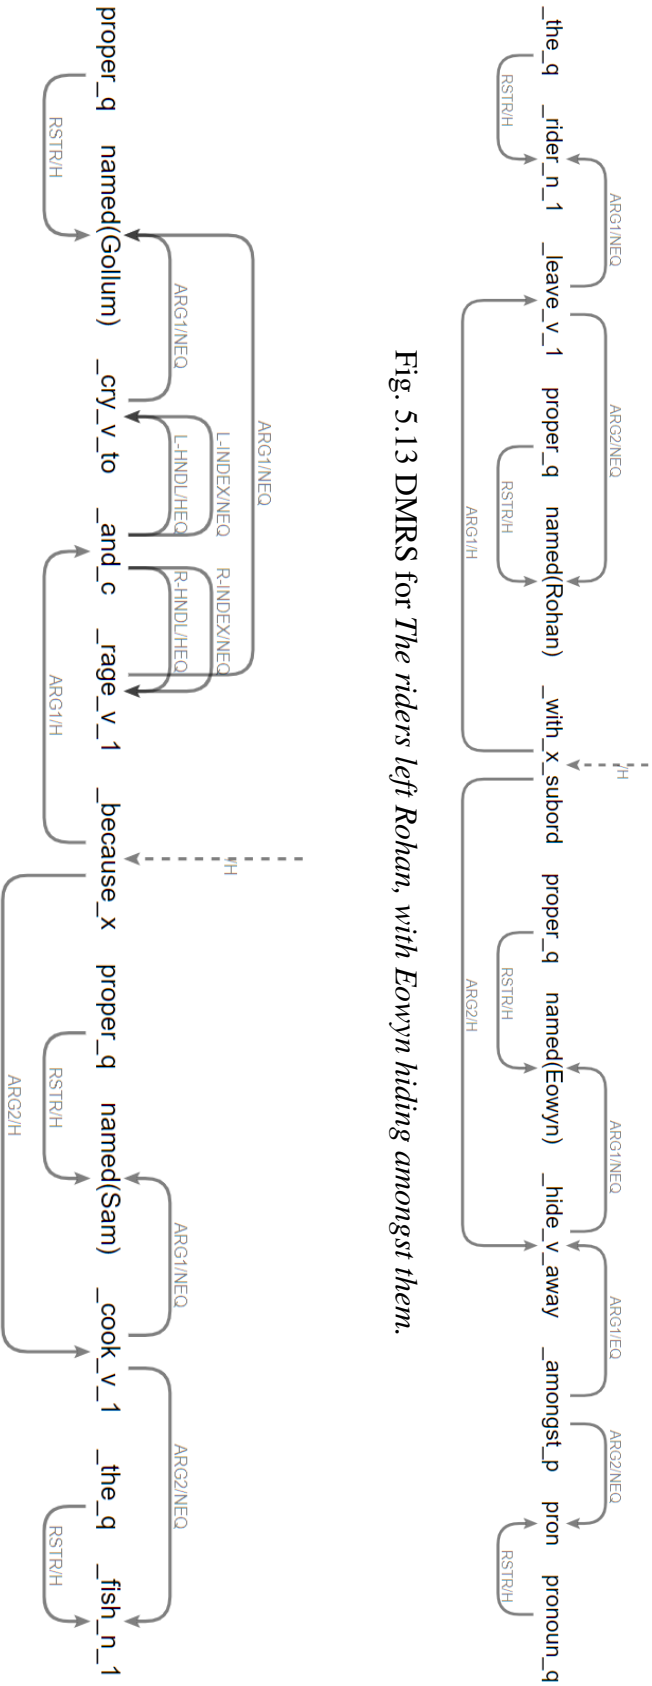 ARG1/NEQ ARG2/NEQ /H ARG1/NEQ ARG1/EQ ARG2/NEQ
_the_q _rider_n_1 _leave_v_1 proper_q named(Rohan) _with_x_subord proper_q named(Eowyn) _hide_v_away _amongst_p pron pronoun_q
RSTR/H RSTR/H RSTR/H RSTR/H
ARG1/H ARG2/H
Fig. 5.13 DMRS for The riders left Rohan, with Eowyn hiding amongst them.
ARG1/NEQ
L-INDEX/NEQ R-INDEX/NEQ /H
ARG1/NEQ L-HNDL/HEQ R-HNDL/HEQ ARG1/NEQ ARG2/NEQ
proper_q named(Gollum) _cry_v_to _and_c _rage_v_1 _because_x proper_q named(Sam) _cook_v_1 _the_q _fish_n_1
RSTR/H ARG1/H RSTR/H RSTR/H
ARG2/H